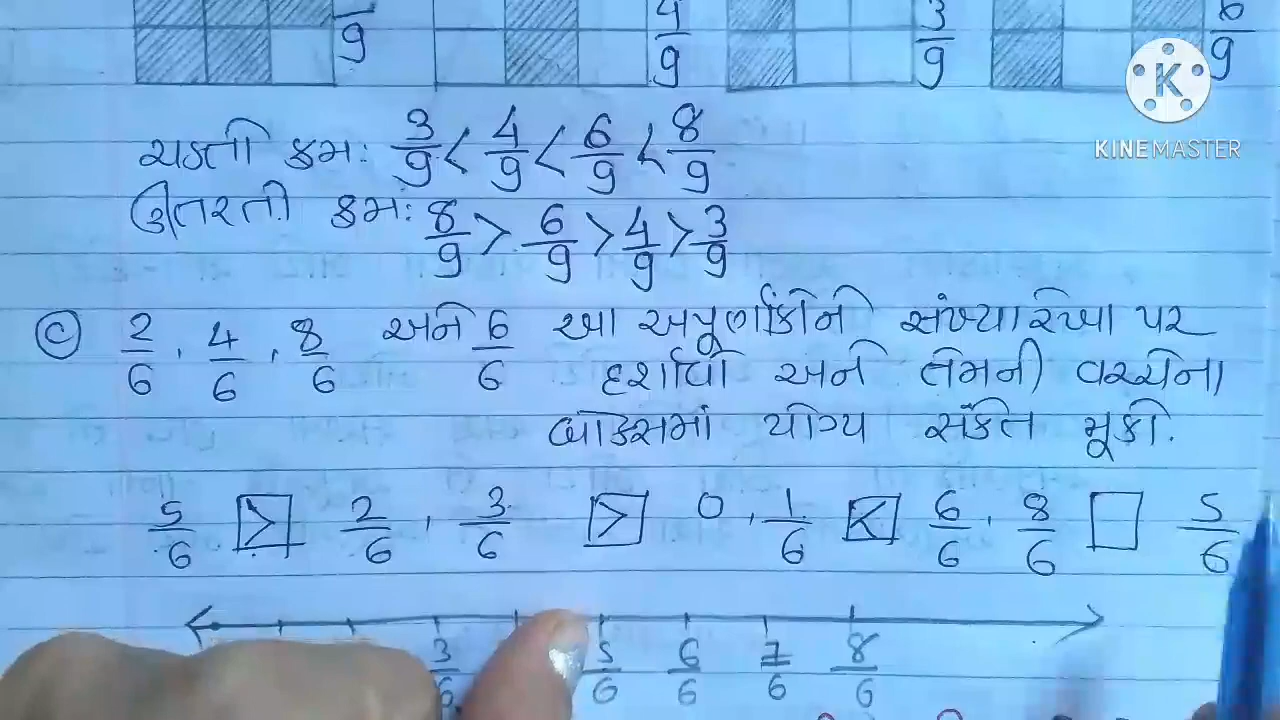 9 4/9 3/9 8/9
KINEMASTER
ચડતી ક્રમ: 3/9 < 4/9 < 6/9 < 8/9
ઉતરતી ક્રમ: 8/9 > 6/9 > 4/9 > 3/9
C 2/6, 4/6, 8/6 અને 6/6 આ અપૂર્ણાંકોને સંખ્યારેખા પર
દર્શાવો અને તેમની વચ્ચેના
બોક્સમાં યોગ્ય સંકેત મૂકો.
5/6 > 2/6, 3/6 > 0, 1/6 < 6/6, 8/6 □ 5/6
3/6 5/6 6/6 7/6 8/6